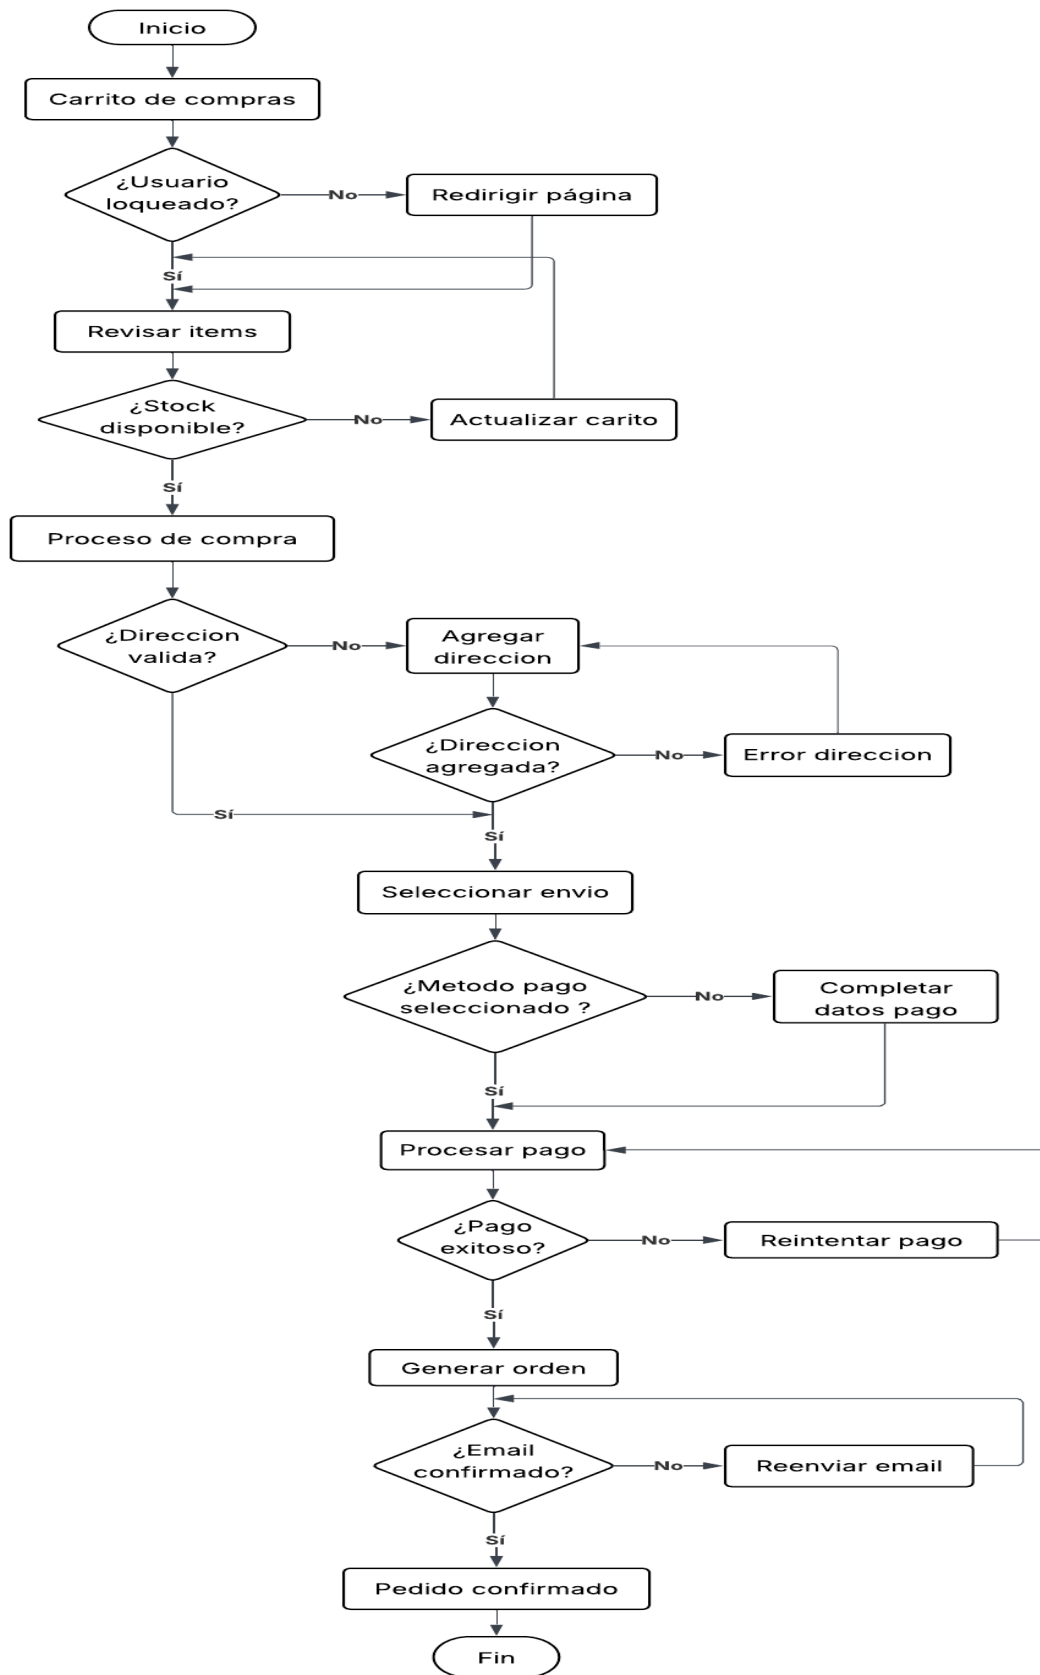 Inicio
Carrito de compras
¿Usuario
loqueado?
No
Redirigir página
Sí
Revisar items
¿Stock
disponible?
No
Actualizar carito
Sí
Proceso de compra
¿Direccion
valida?
No
Agregar
direccion
¿Direccion
agregada?
No
Error direccion
Sí
Sí
Seleccionar envio
¿Metodo pago
seleccionado ?
No
Completar
datos pago
Sí
Procesar pago
¿Pago
exitoso?
No
Reintentar pago
Sí
Generar orden
¿Email
confirmado?
No
Reenviar email
Sí
Pedido confirmado
Fin